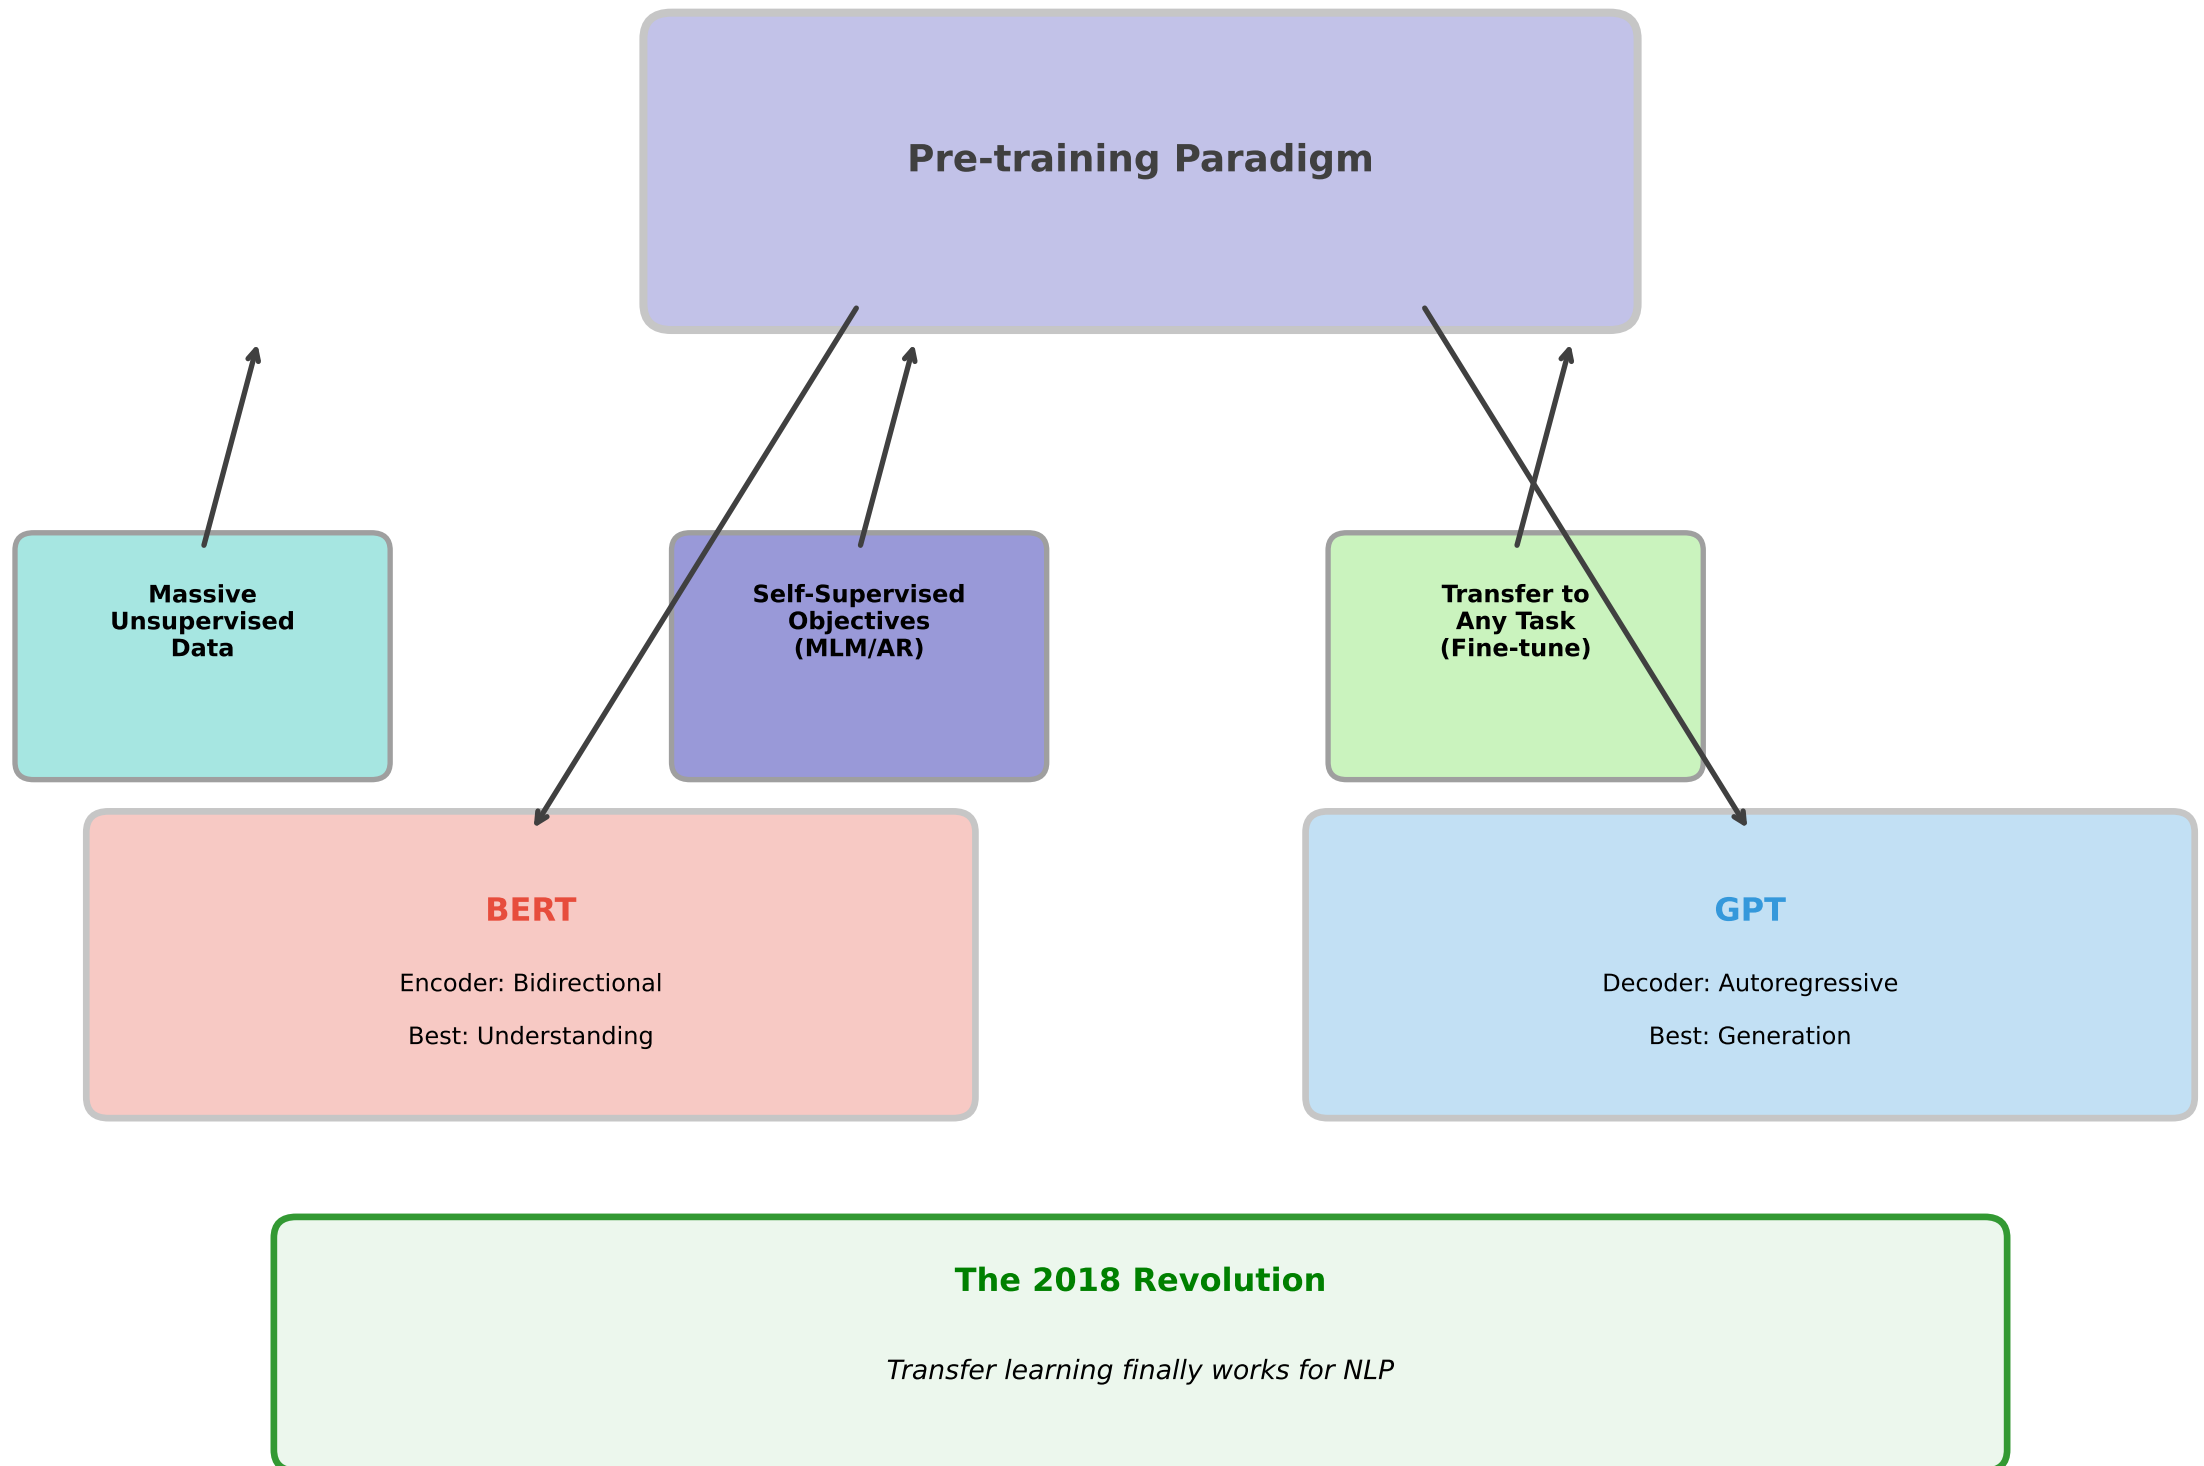 Pre-training Paradigm
Massive
Unsupervised
Data
Self-Supervised
Objectives
(MLM/AR)
Transfer to
Any Task
(Fine-tune)
BERT
Encoder: Bidirectional
Best: Understanding
GPT
Decoder: Autoregressive
Best: Generation
The 2018 Revolution
Transfer learning finally works for NLP